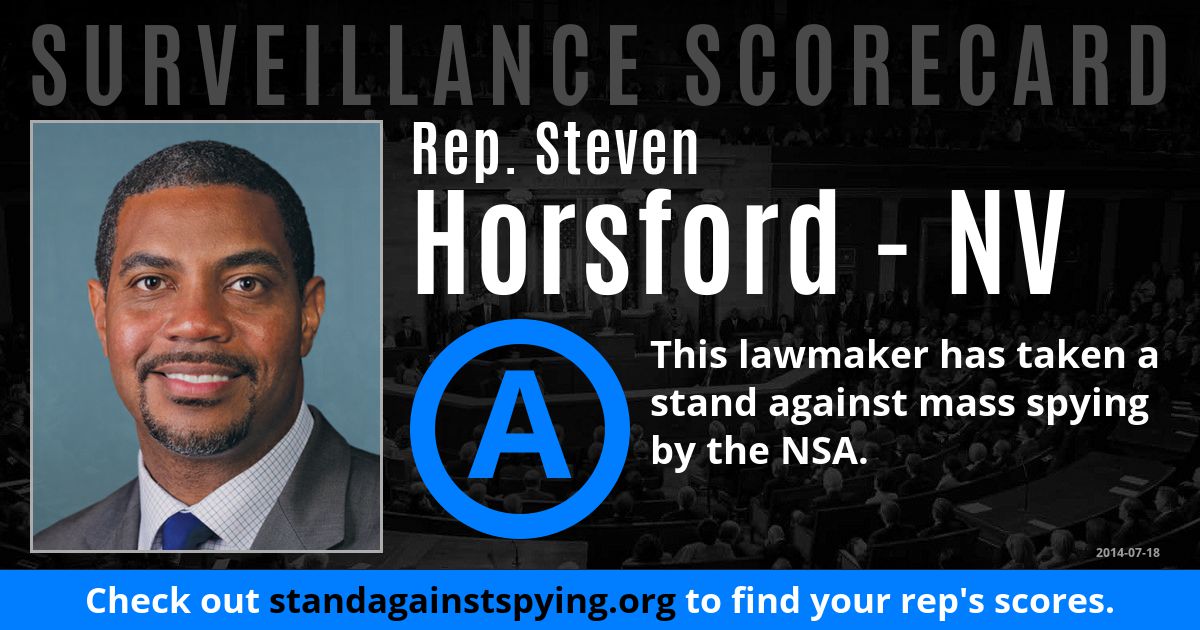 SURVEILLANCE SCORECARD
Rep. Steven
Horsford - NV
A
This lawmaker has taken a
stand against mass spying
by the NSA.
2014-07-18
Check out standagainstspying.org to find your rep's scores.